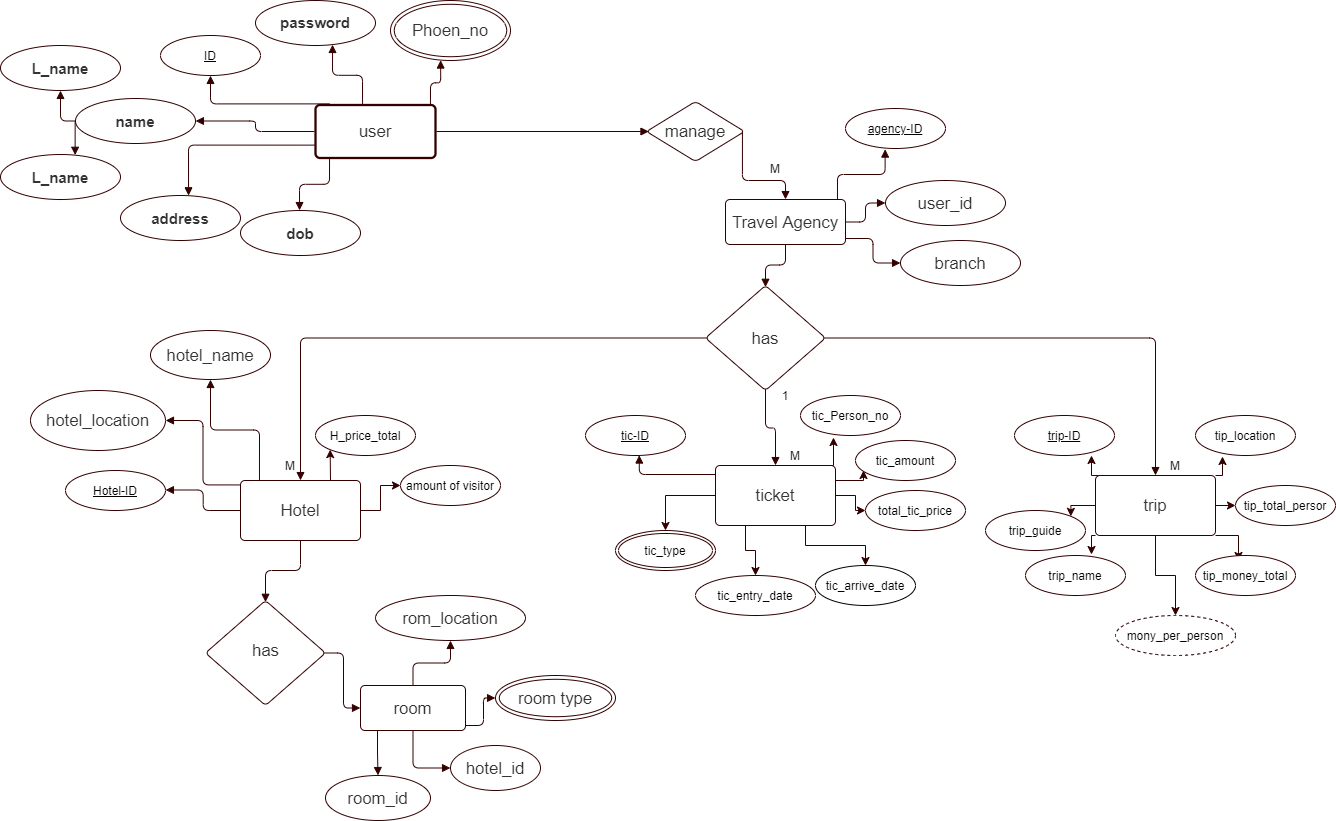 password
Phoen_no
ID
L_name
name
user
manage
agency-ID
L_name
M
address
dob
Travel Agency
user_id
branch
has
hotel_name
hotel_location
H_price_total
1
tic_Person_no
tic-ID
trip-ID
tip_location
M
M
M
tic_amount
Hotel-ID
amount of visitor
Hotel
ticket
total_tic_price
trip
tip_total_person
trip_guide
tic_type
tic_entry_date
tic_arrive_date
trip_name
tip_money_total
mony_per_person
has
rom_location
room type
room
hotel_id
room_id